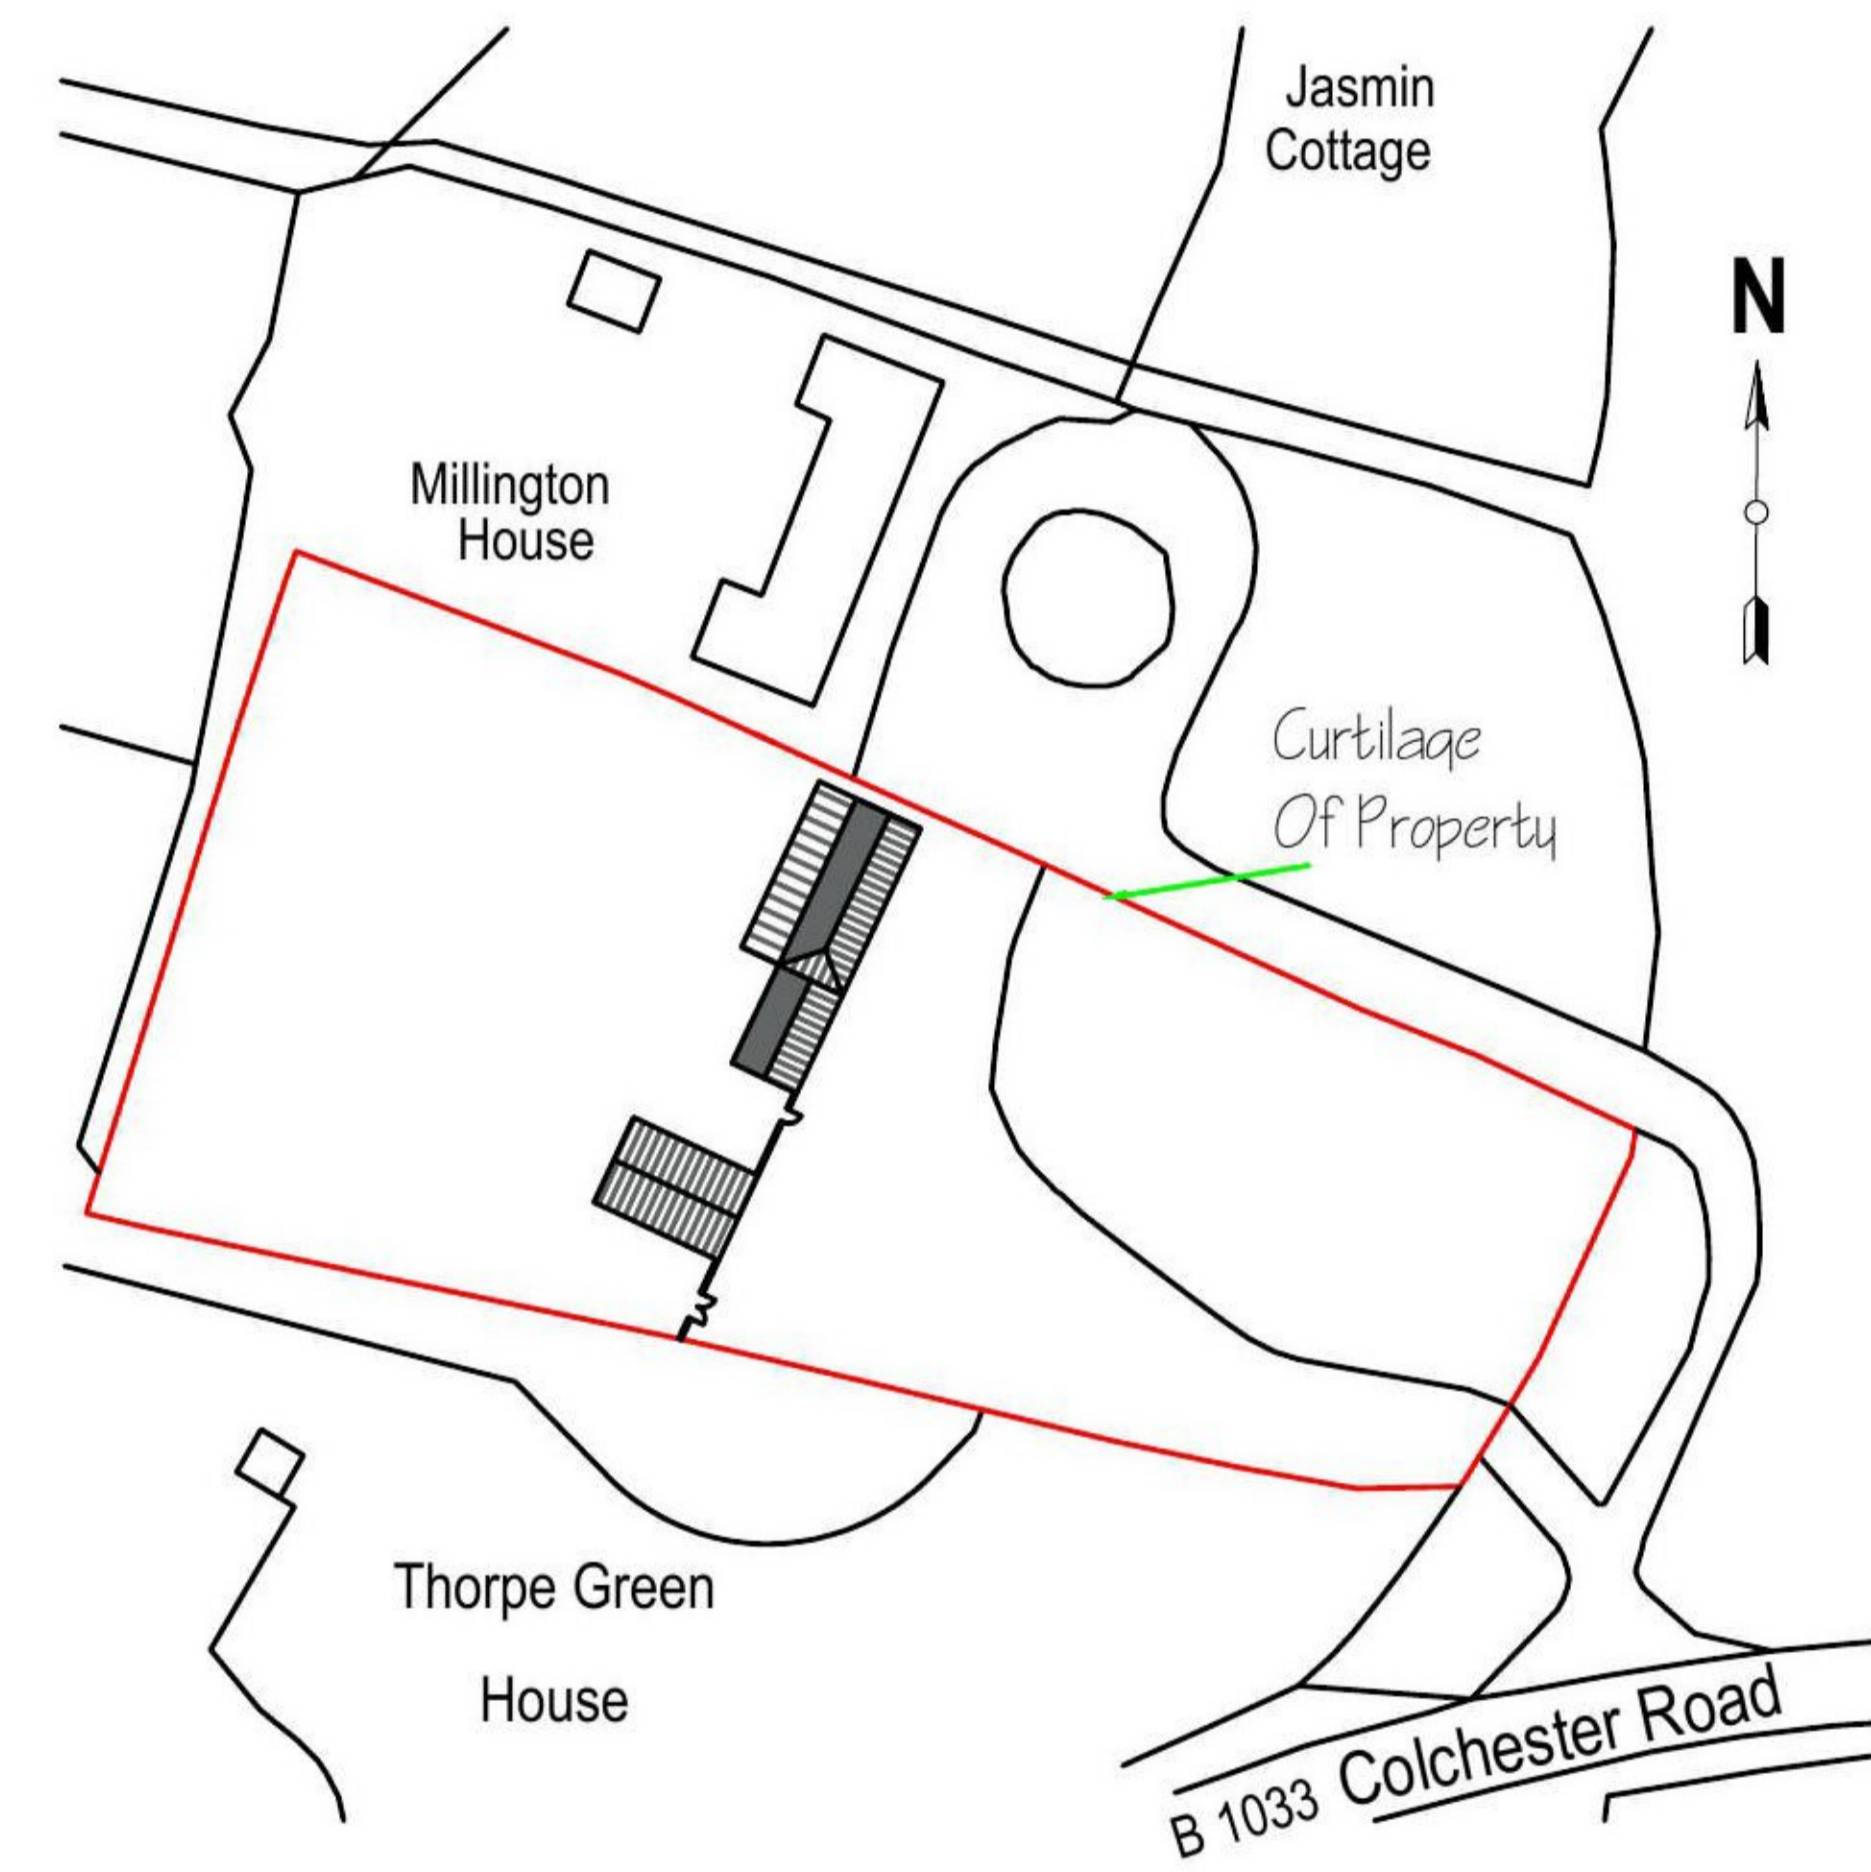 Jasmin
Cottage
N
Millington
House
Curtilage
Of Property
Thorpe Green
House
B 1033 Colchester Road